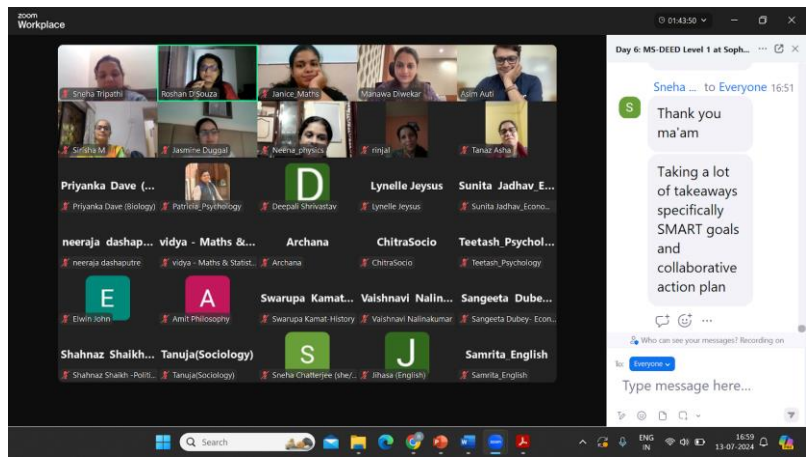 zoom
Workplace
01:43:50
Day 6: MS-DEED Level 1 at Soph...
Sneha Tripathi
Roshan D'Souza
Janice_Maths
Manawa Diwekar
Asim Auti
Sirisha M
Jasmine Duggal
Neena_physics
rinjal
Tanaz Asha
Priyanka Dave (...
Lynelle Jeysus
Sunita Jadhav_E...
Priyanka Dave (Biology)
Patricia_Psychology
D
Deepali Shrivastav
Lynelle Jeysus
Sunita Jadhav_Econo...
neeraja dashap...
vidya - Maths &...
Archana
ChitraSocio
Teetash_Psychol...
neeraja dashaputre
vidya - Maths & Statist...
Archana
ChitraSocio
Teetash_Psychology
E
A
Swarupa Kamat...
Vaishnavi Nalin...
Sangeeta Dube...
Elwin John
Amit Philosophy
Swarupa Kamat-History
Vaishnavi Nalinakumar
Sangeeta Dubey- Econ...
Shahnaz Shaikh...
Tanuja(Sociology)
S
J
Samrita_English
Shahnaz Shaikh -Politi...
Tanuja(Sociology)
Sneha Chatterjee (she/...
Jihasa (English)
Samrita_English
Sneha ... to Everyone 16:51
S
Thank you
ma'am
Taking a lot
of takeaways
specifically
SMART goals
and
collaborative
action plan
Who can see your messages? Recording on
to: Everyone
Type message here...
Search
ENG
IN
16:59
13-07-2024